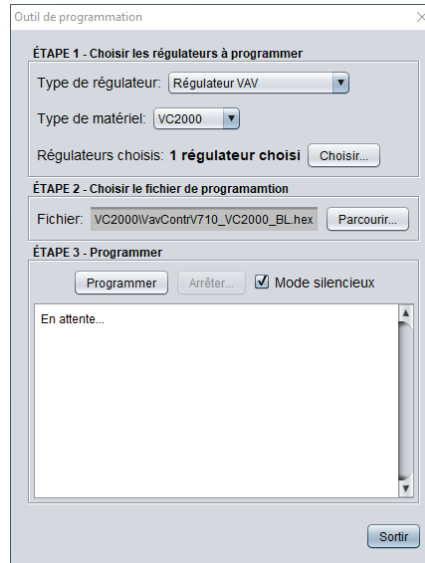 Outil de programmation
ÉTAPE 1 - Choisir les régulateurs à programmer
Type de régulateur: Régulateur VAV
Type de matériel: VC2000
Régulateurs choisis: 1 régulateur choisi Choisir...
ÉTAPE 2 - Choisir le fichier de programamtion
Fichier: VC2000\VavContrV710_VC2000_BL.hex Parcourir...
ÉTAPE 3 - Programmer
Programmer Arrêter... Mode silencieux
En attente...
Sortir